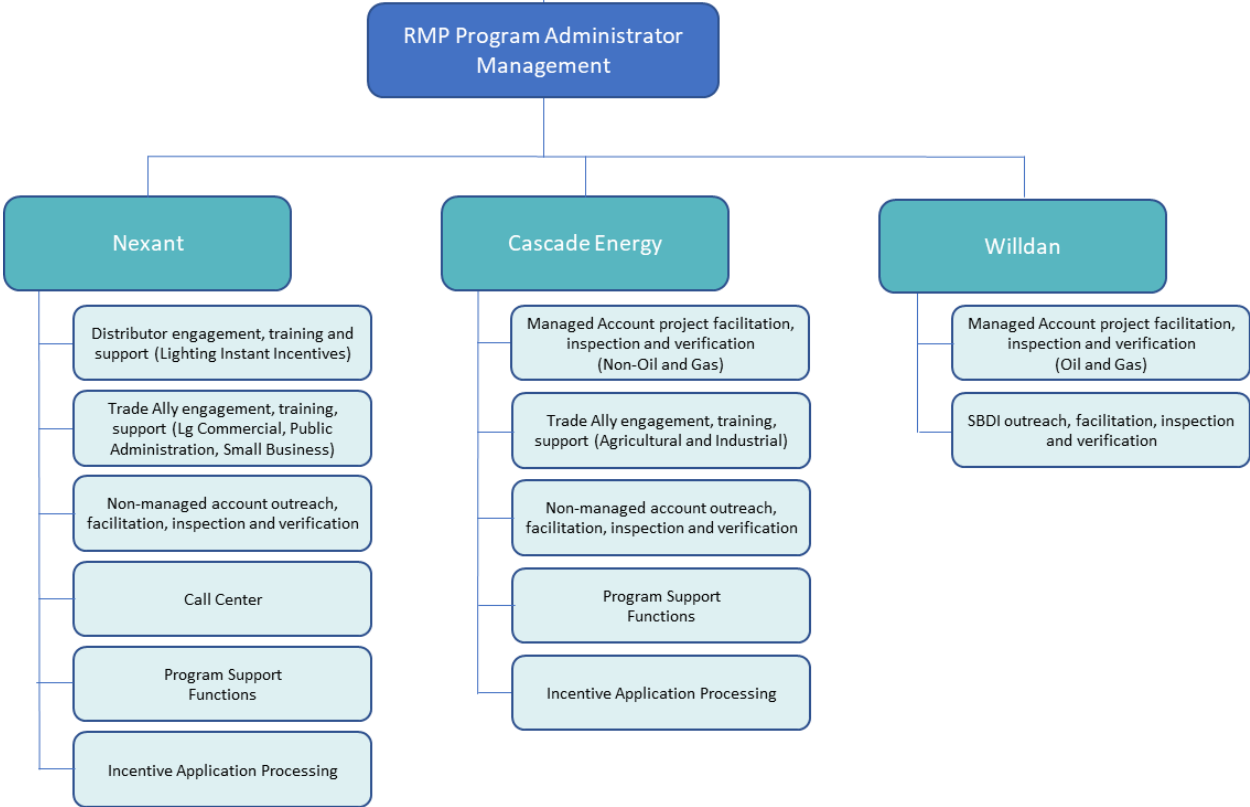 RMP Program Administrator
Management
Nexant
Distributor engagement, training and
support (Lighting Instant Incentives)
Trade Ally engagement, training,
support (Lg Commercial, Public
Administration, Small Business)
Non-managed account outreach,
facilitation, inspection and verification
Call Center
Program Support
Functions
Incentive Application Processing
Cascade Energy
Managed Account project facilitation,
inspection and verification
(Non-Oil and Gas)
Trade Ally engagement, training,
support (Agricultural and Industrial)
Non-managed account outreach,
facilitation, inspection and verification
Program Support
Functions
Incentive Application Processing
Willdan
Managed Account project facilitation,
inspection and verification
(Oil and Gas)
SBDI outreach, facilitation, inspection
and verification